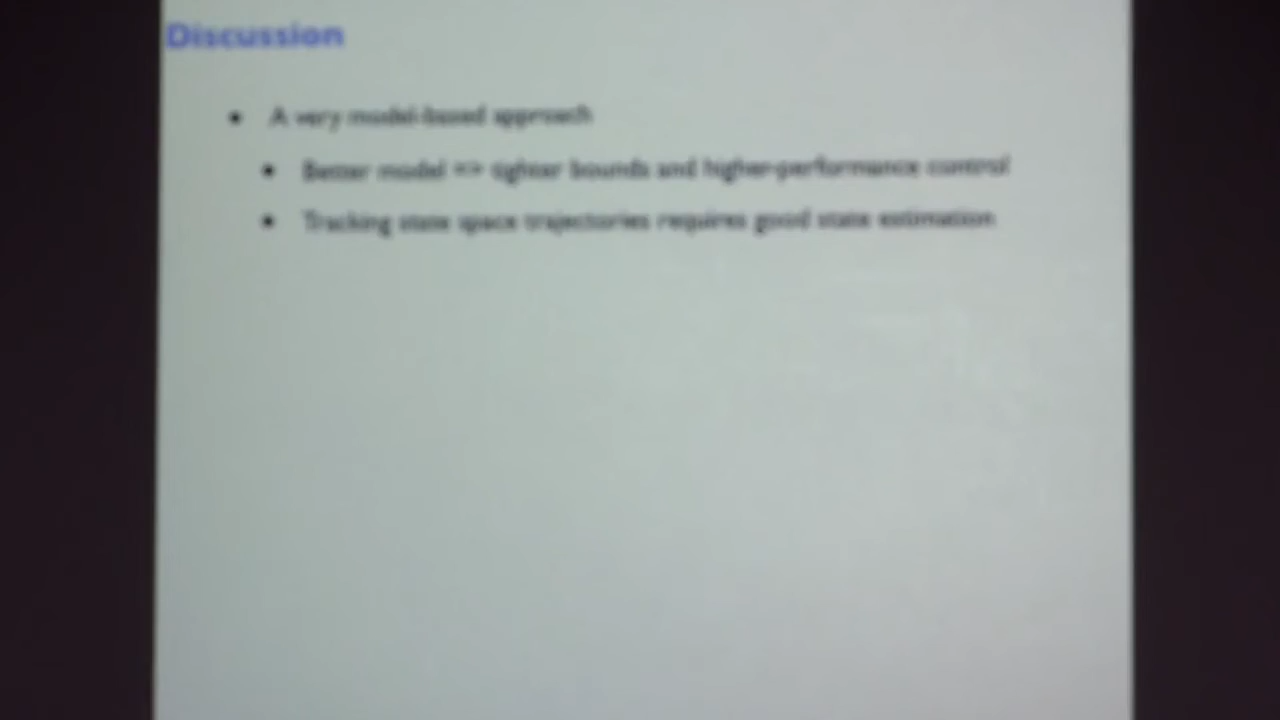 Discussion
• A very model-based approach
• Better model => tighter bounds and higher-performance control
• Tracking state space trajectories requires good state estimation